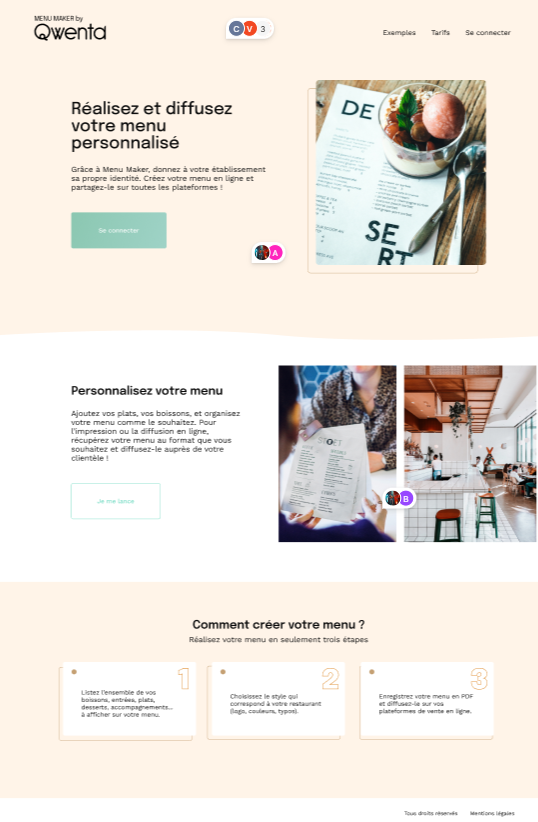 MENU MAKER by
Qwenta
C V 3
Exemples Tarifs Se connecter
Réalisez et diffusez
votre menu
personnalisé
Grâce à Menu Maker, donnez à votre établissement
sa propre identité. Créez votre menu en ligne et
partagez-le sur toutes les plateformes !
Se connecter
DE
SE
RT
A
Personnalisez votre menu
Ajoutez vos plats, vos boissons, et organisez
votre menu comme le souhaitez. Pour
l'impression ou la diffusion en ligne,
récupérez votre menu au format que vous
souhaitez et diffusez-le auprès de votre
clientèle !
Je me lance
B
Comment créer votre menu ?
Réalisez votre menu en seulement trois étapes
1
Listez l'ensemble de vos
boissons, entrées, plats,
desserts, accompagnements...
à afficher sur votre menu.
2
Choisissez le style qui
correspond à votre restaurant
(logo, couleurs, typos).
3
Enregistrez votre menu en PDF
et diffusez-le sur vos
plateformes de vente en ligne.
Tous droits réservés Mentions légales